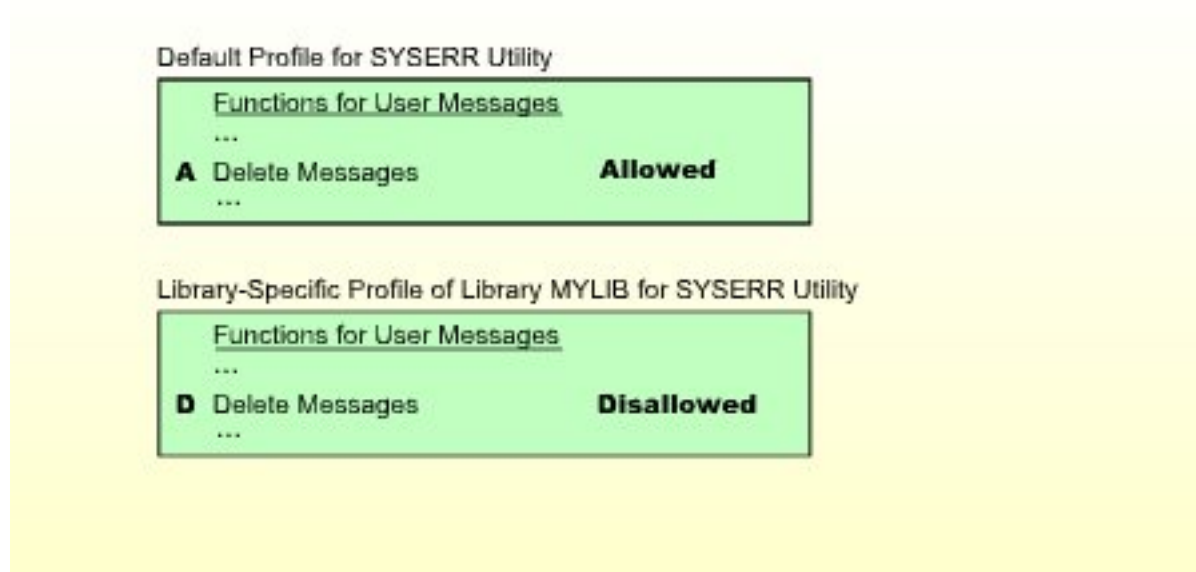 Default Profile for SYSERR Utility
Functions for User Messages
...
A Delete Messages Allowed
...
Library-Specific Profile of Library MYLIB for SYSERR Utility
Functions for User Messages
...
D Delete Messages Disallowed
...